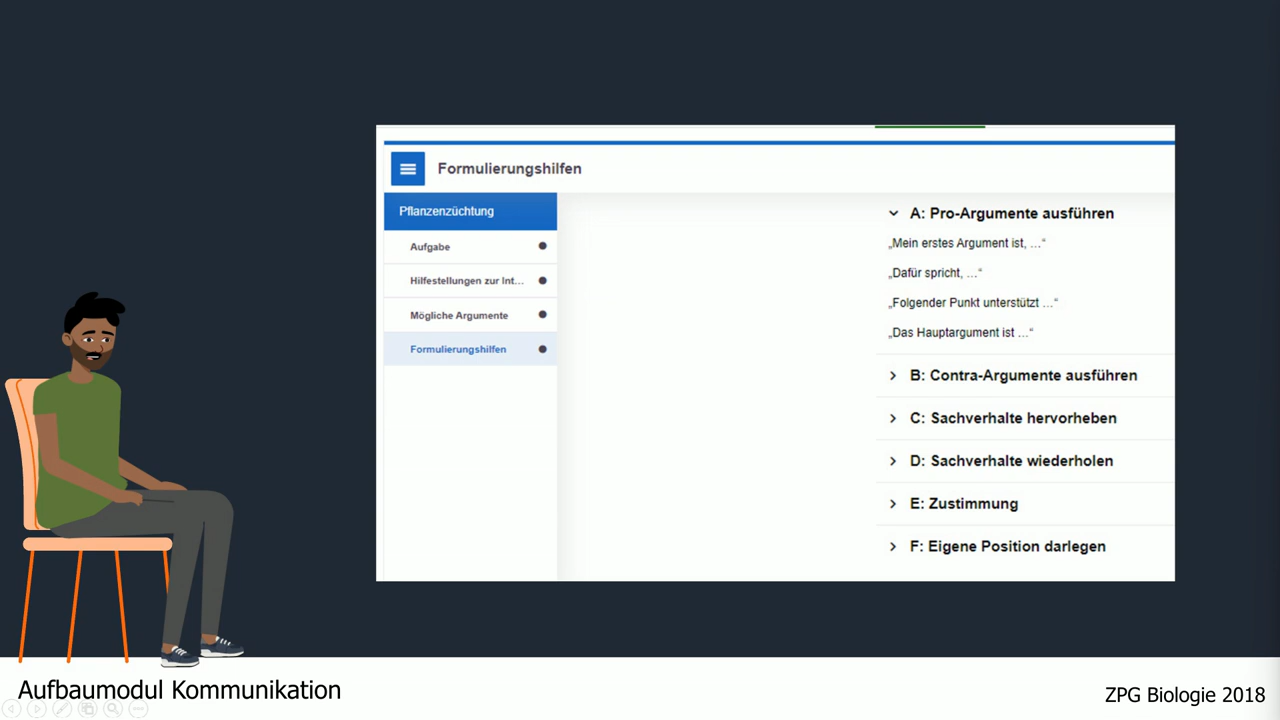 Formulierungshilfen
Pflanzenzüchtung
Aufgabe
Hilfestellungen zur Int...
Mögliche Argumente
Formulierungshilfen
A: Pro-Argumente ausführen
„Mein erstes Argument ist, ...“
„Dafür spricht, ...“
„Folgender Punkt unterstützt ...“
„Das Hauptargument ist ...“
B: Contra-Argumente ausführen
C: Sachverhalte hervorheben
D: Sachverhalte wiederholen
E: Zustimmung
F: Eigene Position darlegen
Aufbaumodul Kommunikation
ZPG Biologie 2018